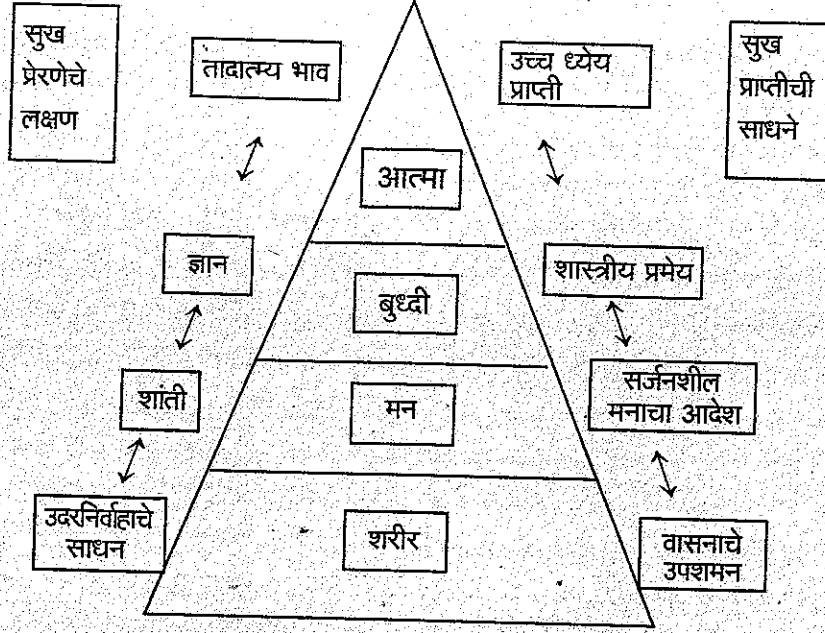 सुख
प्रेरणेचे
लक्षण
तादात्म्य भाव
उच्च ध्येय
प्राप्ती
सुख
प्राप्तीची
साधने
आत्मा
ज्ञान
बुध्दी
शास्त्रीय प्रमेय
शांती
मन
सर्जनशील
मनाचा आदेश
उदरनिर्वाहाचे
साधन
शरीर
वासनाचे
उपशमन